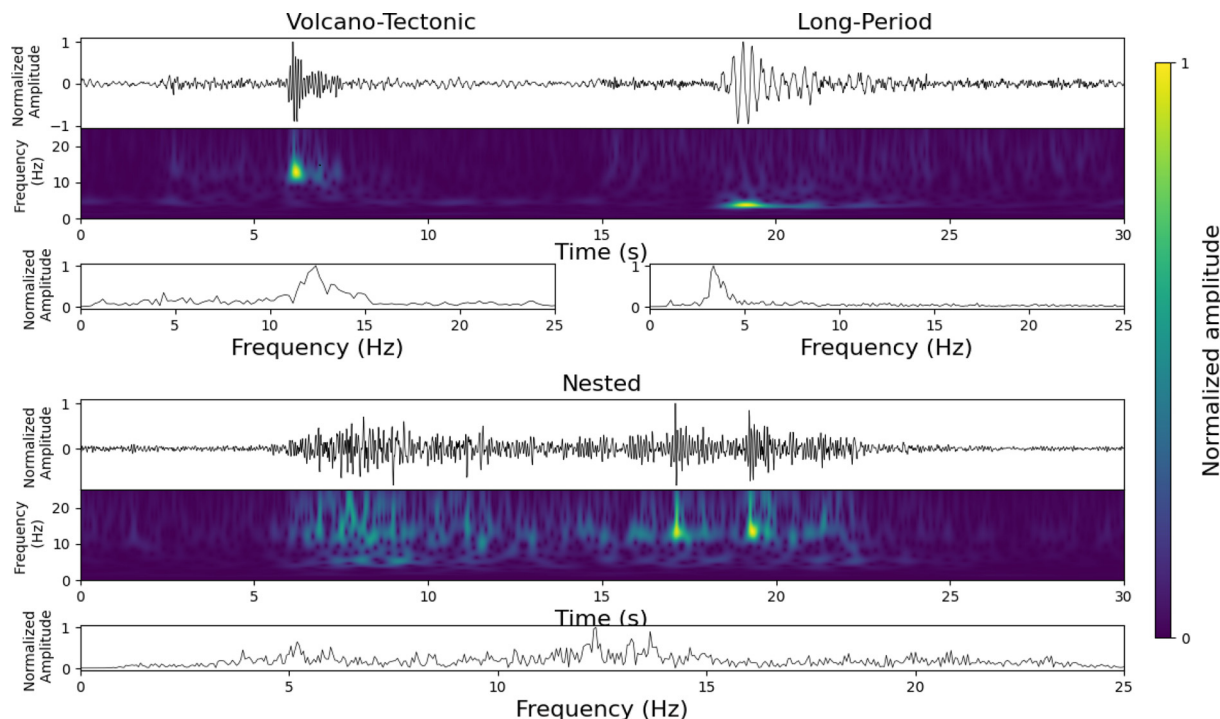 Volcano-Tectonic Long-Period
Normalized
Amplitude
1
0
−1
Frequency
(Hz)
20
10
0
0 5 10 15 20 25 30
Time (s)
Normalized
Amplitude
1
0
0 5 10 15 20 25
Frequency (Hz)
1
0
0 5 10 15 20 25
Frequency (Hz)
Nested
Normalized
Amplitude
1
0
Frequency
(Hz)
20
10
0
0 5 10 15 20 25 30
Time (s)
Normalized
Amplitude
1
0
0 5 10 15 20 25
Frequency (Hz)
1
0
Normalized amplitude